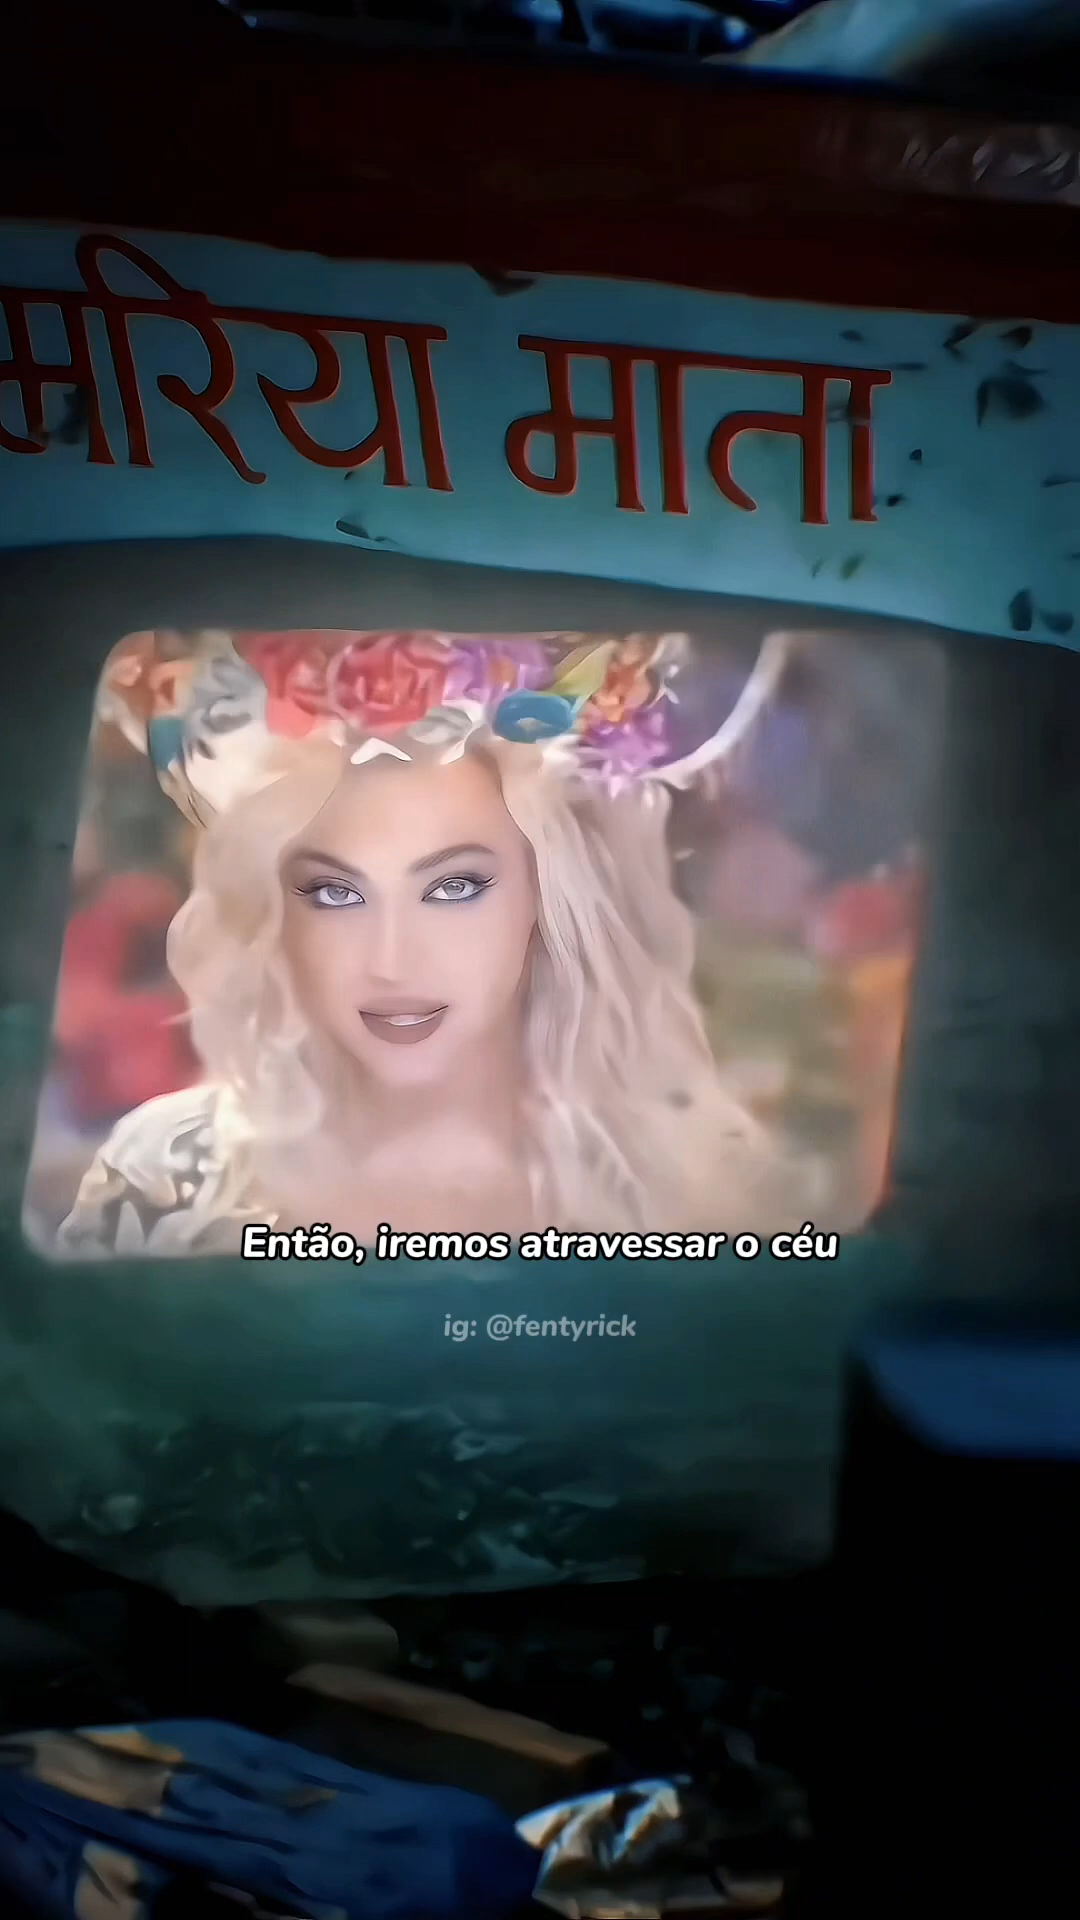 मरिया माता
Então, iremos atravessar o céu
ig: @fentyrick